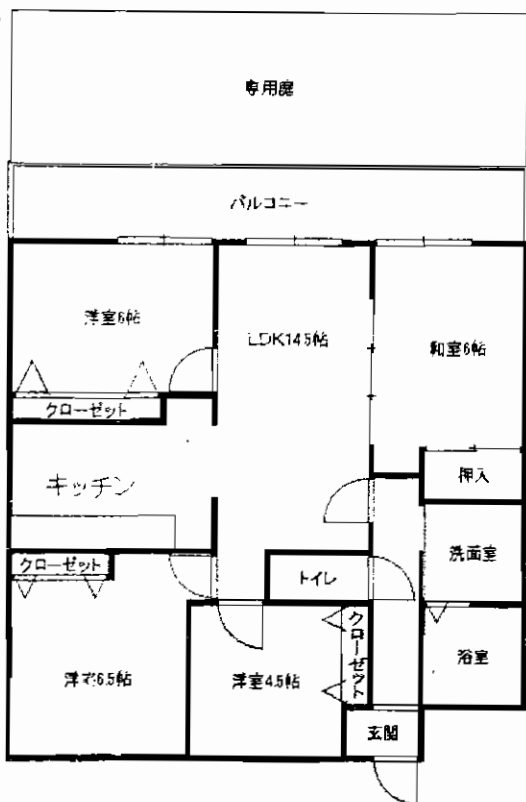 専用庭
バルコニー
洋室6帖
LDK14.5帖
和室6帖
クローゼット
キッチン
押入
クローゼット
トイレ
洗面室
洋室6.5帖
洋室4.5帖
クローゼット
浴室
玄関